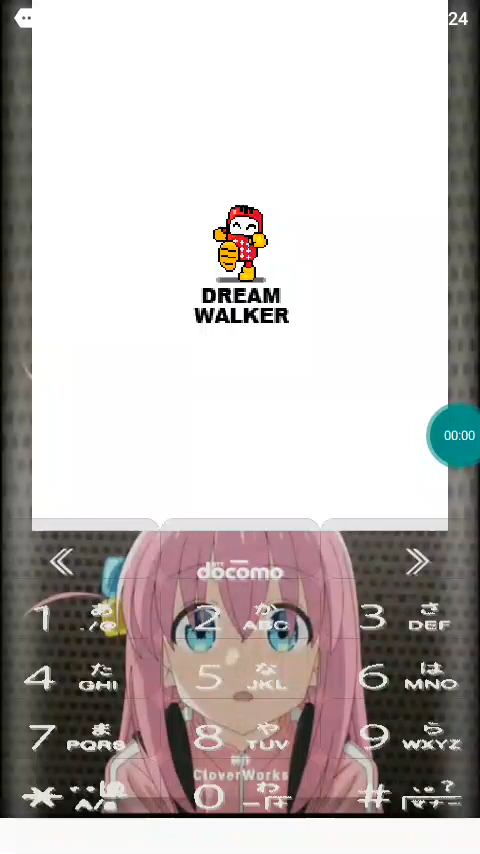 24
DREAM
WALKER
00:00
docomo
1 あ ./@
2 か ABC
3 さ DEF
4 た GHI
5 な JKL
6 は MNO
7 ま PQRS
8 や TUV
9 ら WXYZ
CloverWorks
* A/a
0 わ
#